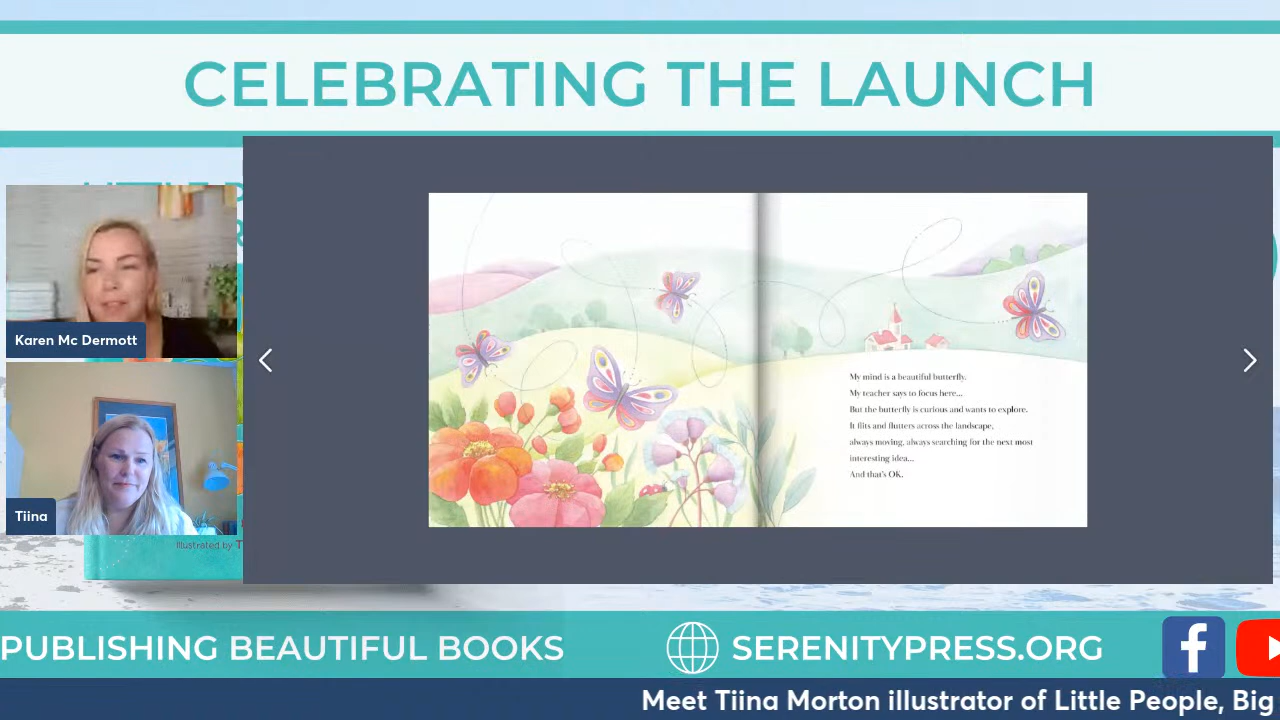 CELEBRATING THE LAUNCH
Karen Mc Dermott
Tiina
My mind is a beautiful butterfly.
My teacher says to focus here...
But the butterfly is curious and wants to explore.
It flits and flutters across the landscape,
always moving, always searching for the next most
interesting idea...
And that's OK.
illustrated by T
PUBLISHING BEAUTIFUL BOOKS
SERENITYPRESS.ORG
Meet Tiina Morton illustrator of Little People, Big